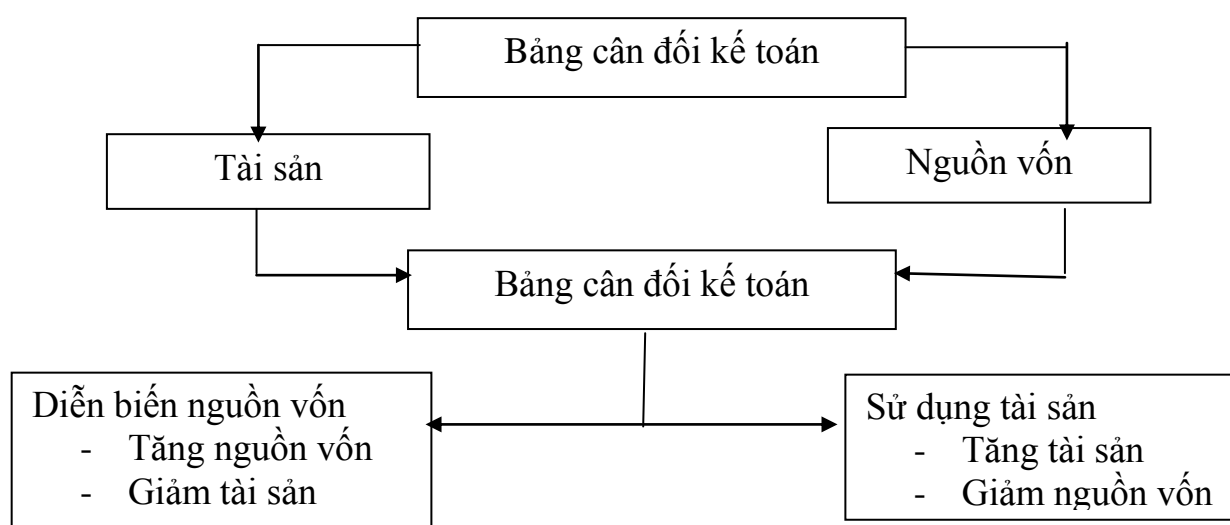 Bảng cân đối kế toán
Tài sản
Nguồn vốn
Bảng cân đối kế toán
Diễn biến nguồn vốn
- Tăng nguồn vốn
- Giảm tài sản
Sử dụng tài sản
- Tăng tài sản
- Giảm nguồn vốn